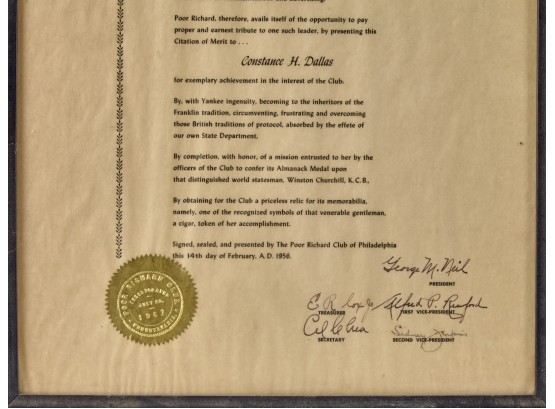 Poor Richard, therefore, avails itself of the opportunity to pay
proper and earnest tribute to one such leader, by presenting this
Citation of Merit to . . .
Constance H. Dallas
for exemplary achievement in the interest of the Club:
By, with Yankee ingenuity, becoming to the inheritors of the
Franklin tradition, circumventing, frustrating and overcoming
those British traditions of protocol, absorbed by the effete of
our own State Department.
By completion, with honor, of a mission entrusted to her by the
officers of the Club to confer its Almanack Medal upon
that distinguished world statesman, Winston Churchill, K.C.B.,
By obtaining for the Club a priceless relic for its memorabilia,
namely, one of the recognized symbols of that venerable gentleman,
a cigar, token of her accomplishment.
Signed, sealed, and presented by The Poor Richard Club of Philadelphia
this 14th day of February, A.D. 1956.
George M. Neil
PRESIDENT
TREASURER
Alfred P.
FIRST VICE-PRESIDENT
SECRETARY
Sidney
SECOND VICE-PRESIDENT
POOR RICHARD CLUB